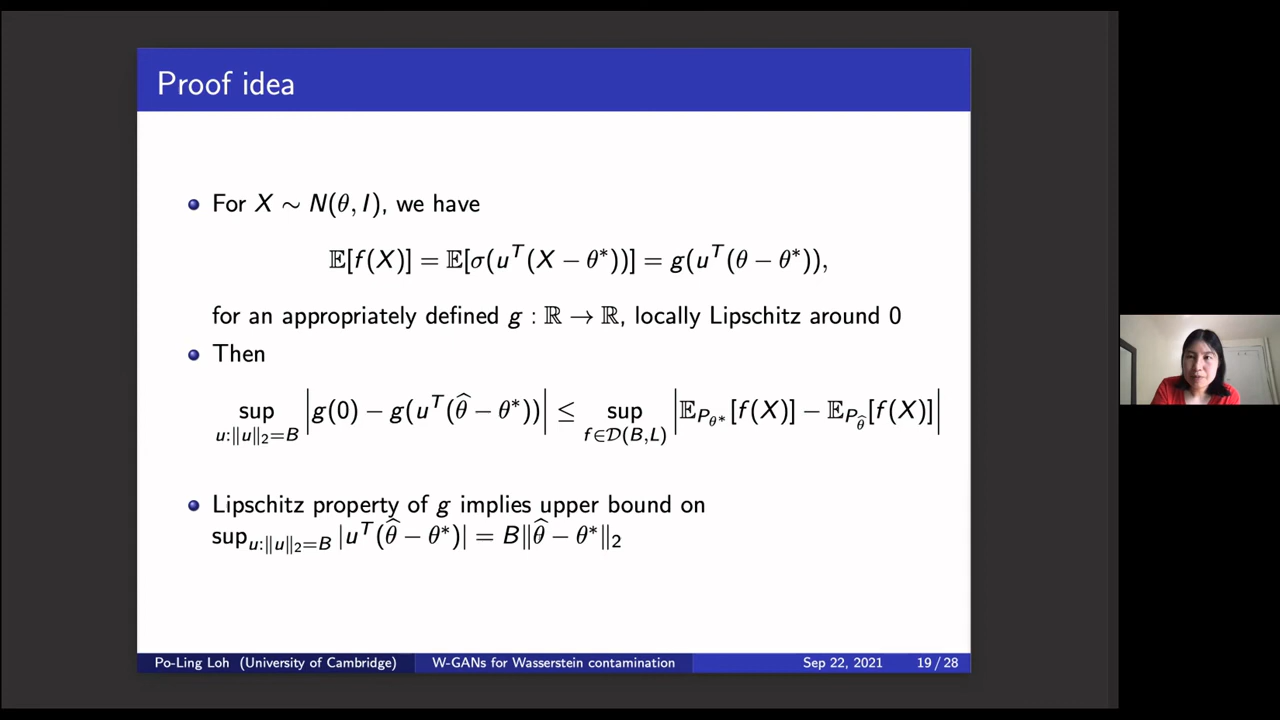 Proof idea
For X ∼ N(θ, I), we have
𝔼[f(X)] = 𝔼[σ(u^T(X − θ*))] = g(u^T(θ − θ*)),
for an appropriately defined g : ℝ → ℝ, locally Lipschitz around 0
Then
sup_{u:‖u‖₂=B} |g(0) − g(u^T(θ̂ − θ*))| ≤ sup_{f∈𝒟(B,L)} |𝔼_{P_{θ*}}[f(X)] − 𝔼_{P_{θ̂}}[f(X)]|
Lipschitz property of g implies upper bound on
sup_{u:‖u‖₂=B} |u^T(θ̂ − θ*)| = B‖θ̂ − θ*‖₂
Po-Ling Loh (University of Cambridge) W-GANs for Wasserstein contamination Sep 22, 2021 19 / 28